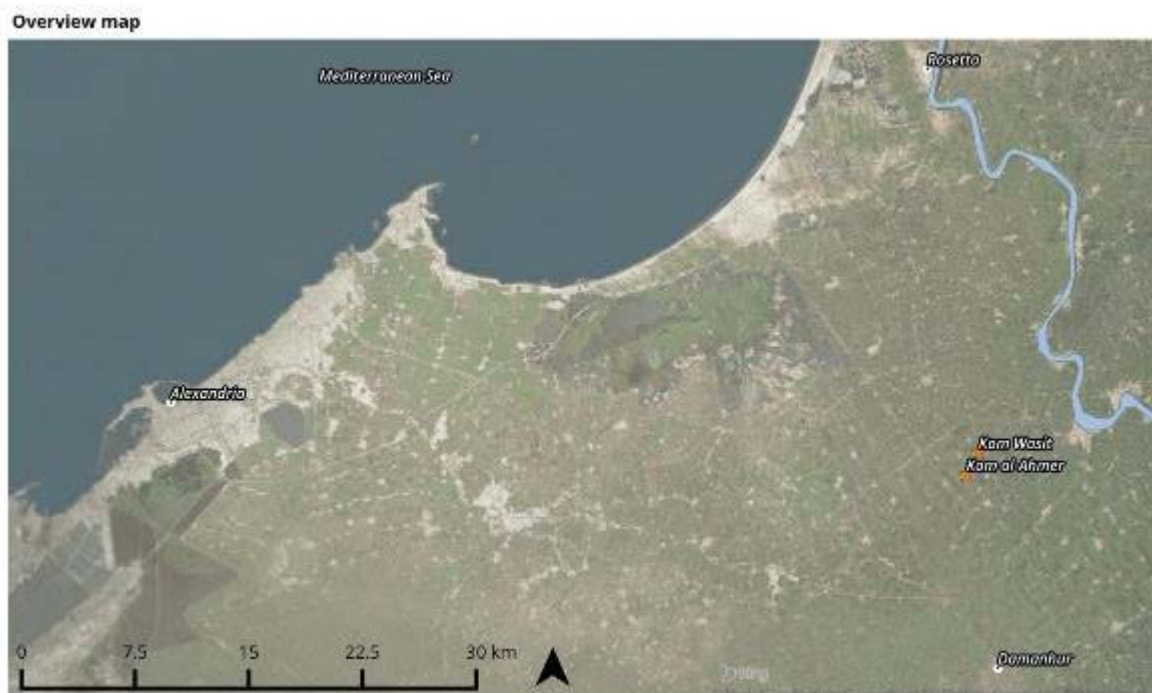 Overview map
Mediterranean Sea
Rosetta
Alexandria
Kom Wasit
Kom al-Ahmer
0 7.5 15 22.5 30 km
Damanhur
Bing